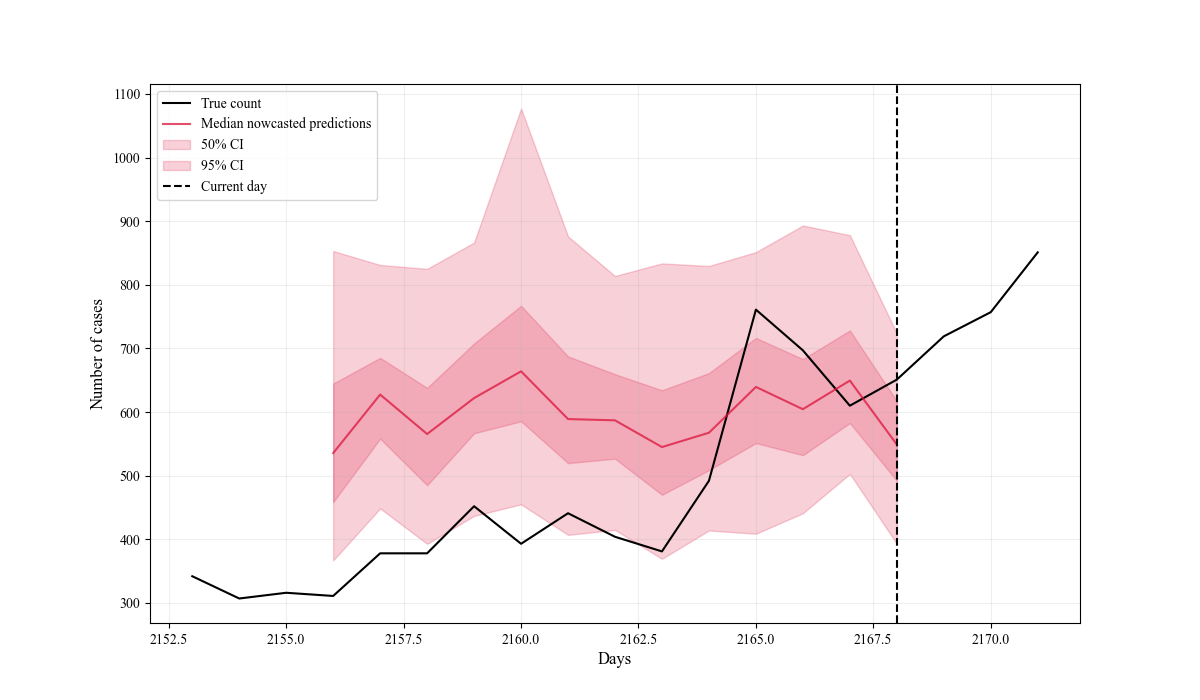 True count
Median nowcasted predictions
50% CI
95% CI
Current day
1100
1000
900
800
700
600
500
400
300
Number of cases
2152.5 2155.0 2157.5 2160.0 2162.5 2165.0 2167.5 2170.0
Days